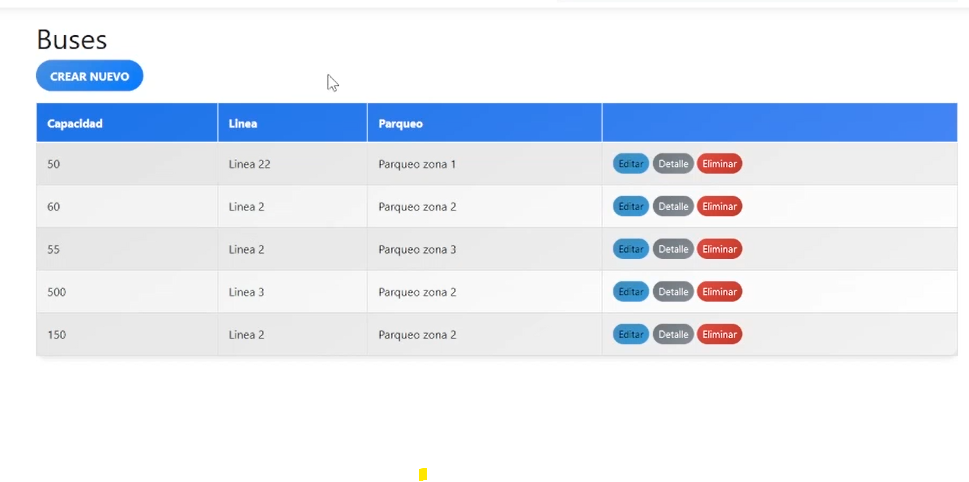 Buses
CREAR NUEVO
Capacidad Linea Parqueo
50 Linea 22 Parqueo zona 1 Editar Detalle Eliminar
60 Linea 2 Parqueo zona 2 Editar Detalle Eliminar
55 Linea 2 Parqueo zona 3 Editar Detalle Eliminar
500 Linea 3 Parqueo zona 2 Editar Detalle Eliminar
150 Linea 2 Parqueo zona 2 Editar Detalle Eliminar